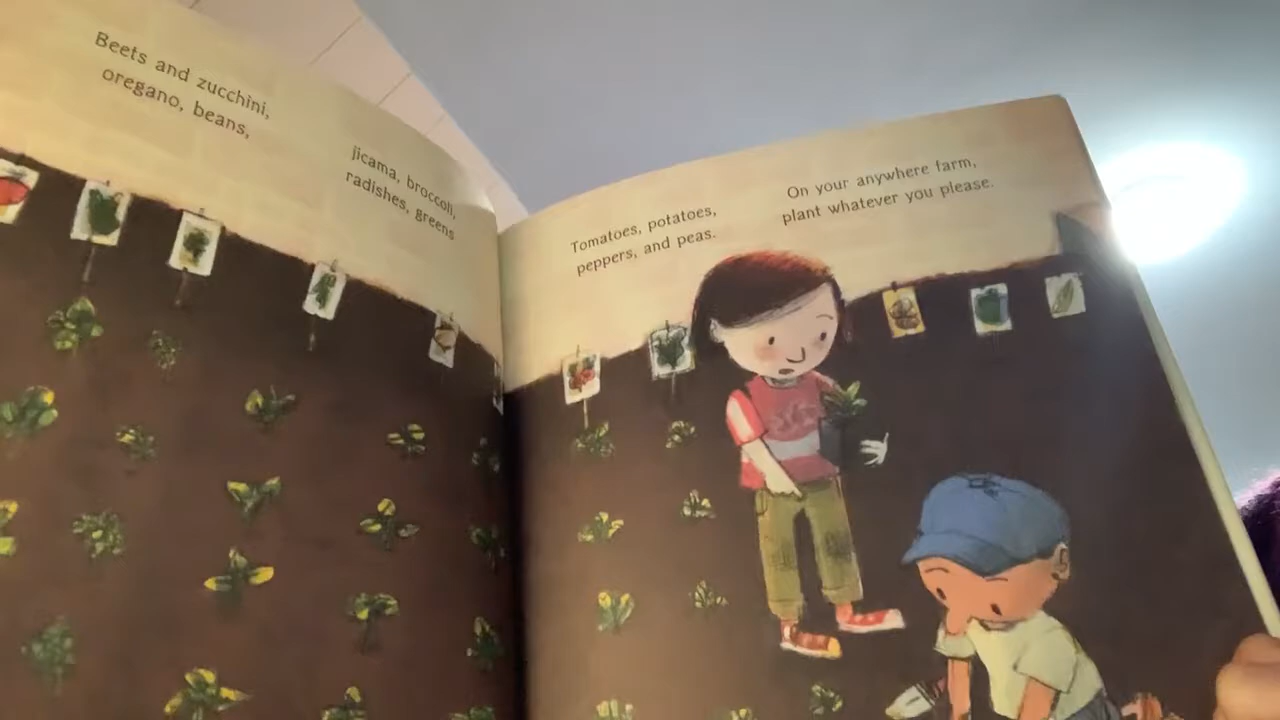 Beets and zucchini,
oregano, beans,
jicama, broccoli,
radishes, greens
Tomatoes, potatoes,
peppers, and peas.
On your anywhere farm,
plant whatever you please.